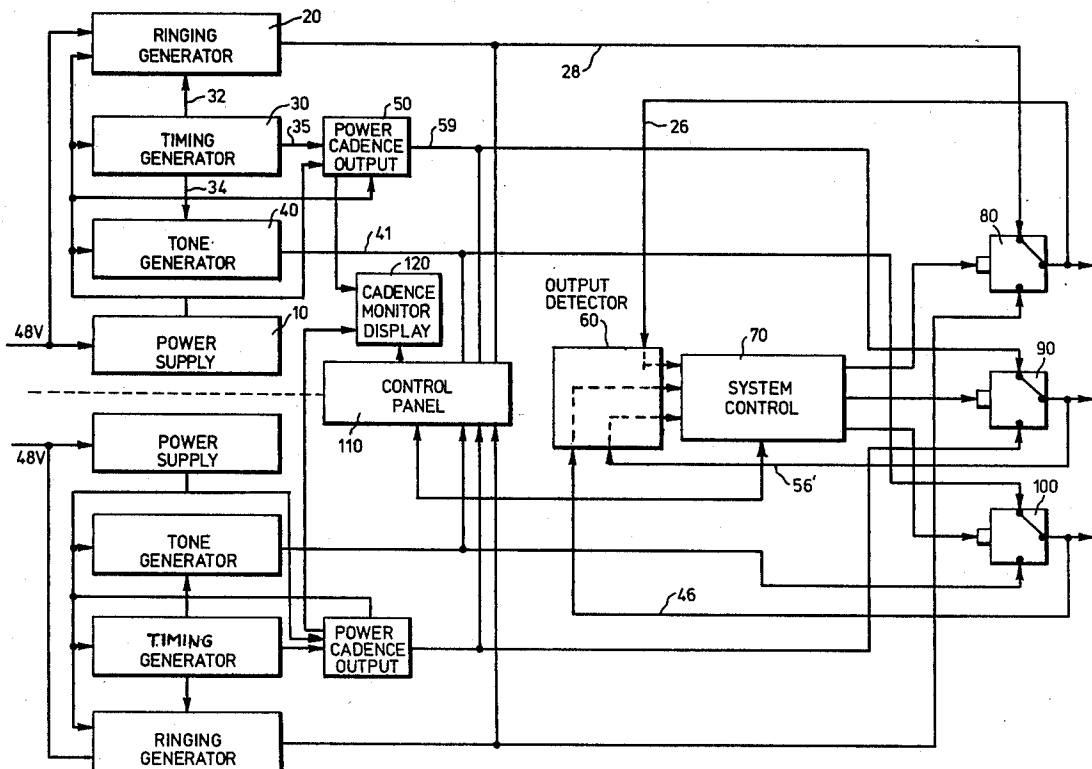 20
RINGING
GENERATOR
28
32
26
30
35
50
59
TIMING
GENERATOR
POWER
CADENCE
OUTPUT
34
40
TONE
GENERATOR
41
80
120
CADENCE
MONITOR
DISPLAY
OUTPUT
DETECTOR
60
48V
10
POWER SUPPLY
70
SYSTEM
CONTROL
90
CONTROL
PANEL
110
48V
POWER
SUPPLY
56'
100
TONE
GENERATOR
46
TIMING
GENERATOR
POWER
CADENCE
OUTPUT
RINGING
GENERATOR